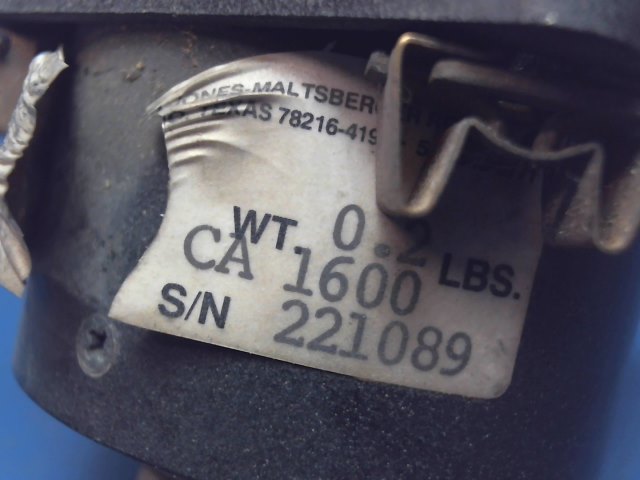 JONES-MALTSBERGER R
TEXAS 78216-419
WT. 0.2 LBS.
CA 1600
S/N 221089